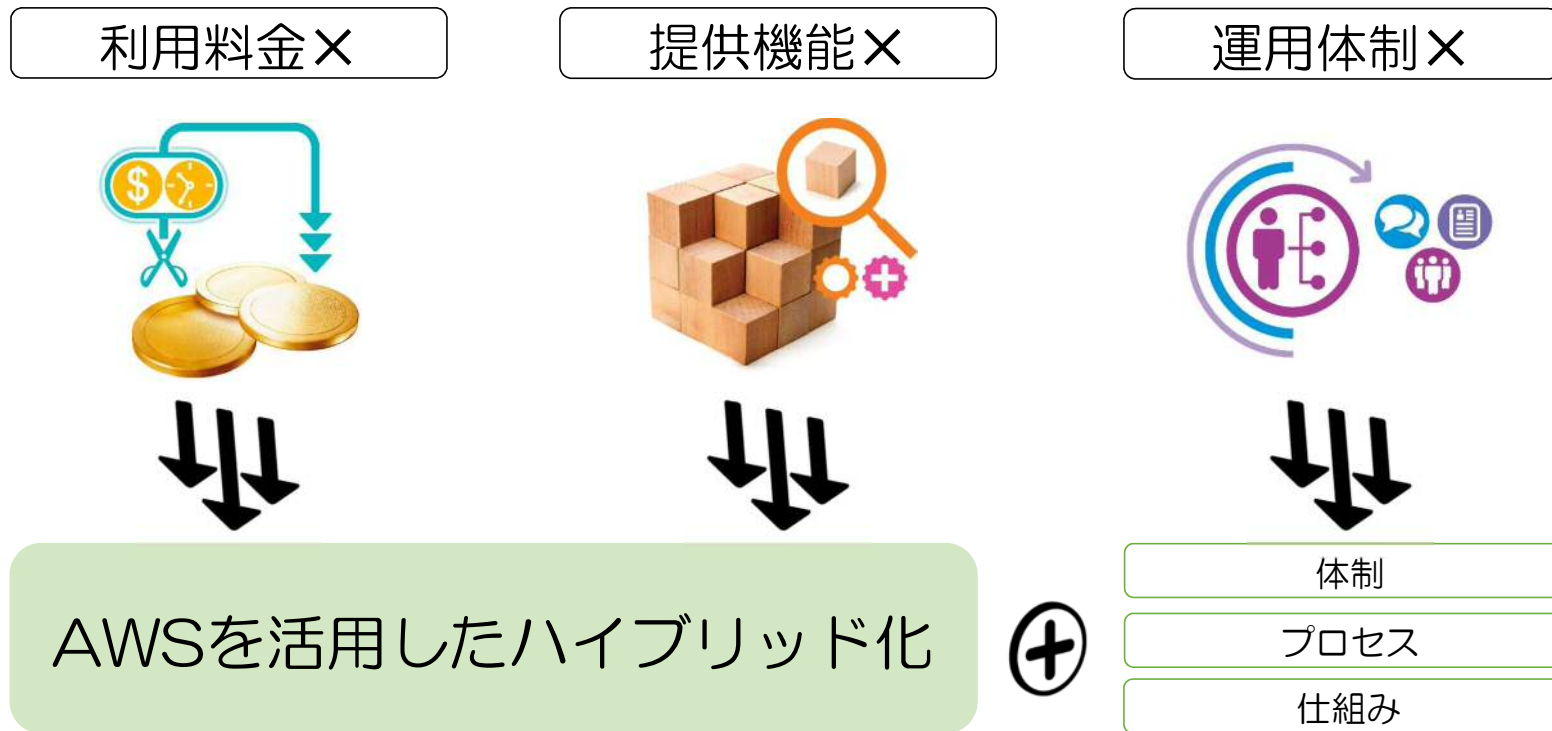 利用料金×
提供機能×
運用体制×
$
AWSを活用したハイブリッド化
体制
プロセス
仕組み